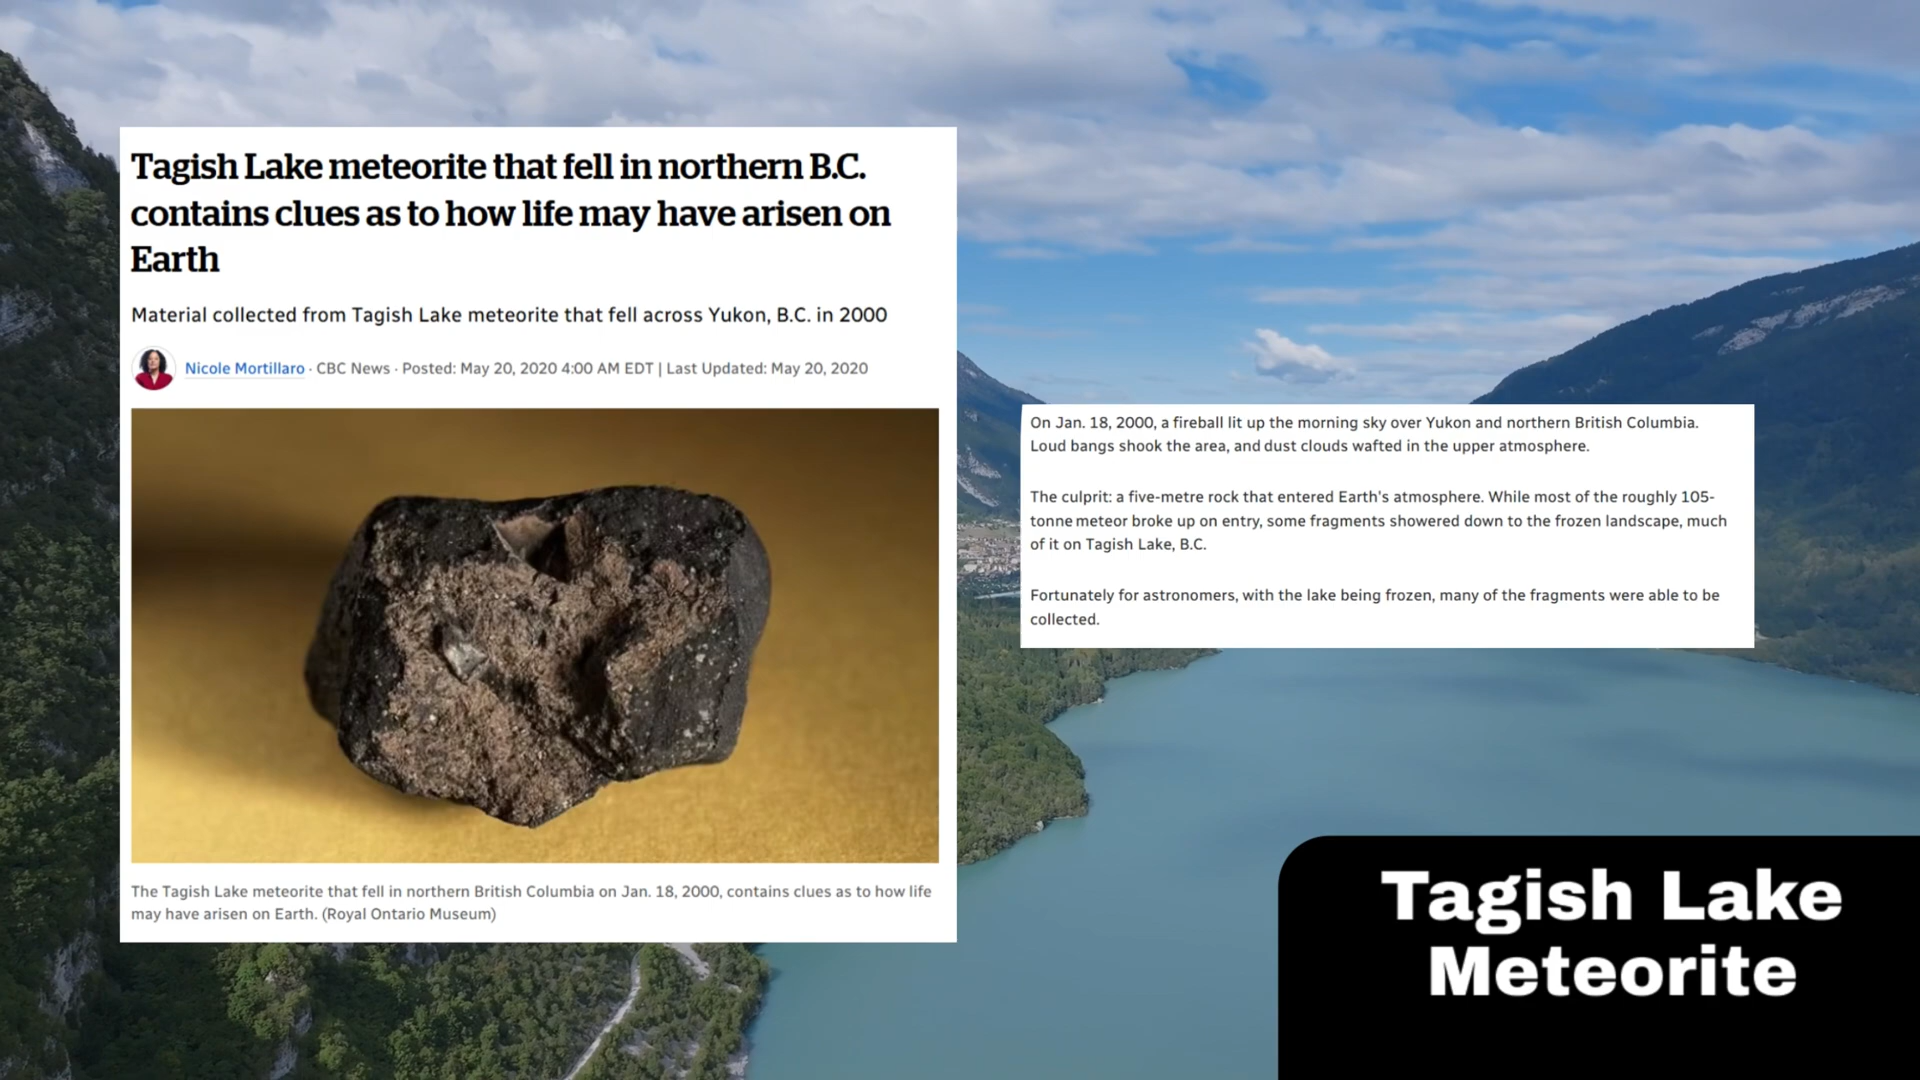 Tagish Lake meteorite that fell in northern B.C.
contains clues as to how life may have arisen on
Earth
Material collected from Tagish Lake meteorite that fell across Yukon, B.C. in 2000
Nicole Mortillaro · CBC News · Posted: May 20, 2020 4:00 AM EDT | Last Updated: May 20, 2020
The Tagish Lake meteorite that fell in northern British Columbia on Jan. 18, 2000, contains clues as to how life
may have arisen on Earth. (Royal Ontario Museum)
On Jan. 18, 2000, a fireball lit up the morning sky over Yukon and northern British Columbia.
Loud bangs shook the area, and dust clouds wafted in the upper atmosphere.
The culprit: a five-metre rock that entered Earth's atmosphere. While most of the roughly 105-
tonne meteor broke up on entry, some fragments showered down to the frozen landscape, much
of it on Tagish Lake, B.C.
Fortunately for astronomers, with the lake being frozen, many of the fragments were able to be
collected.
Tagish Lake
Meteorite